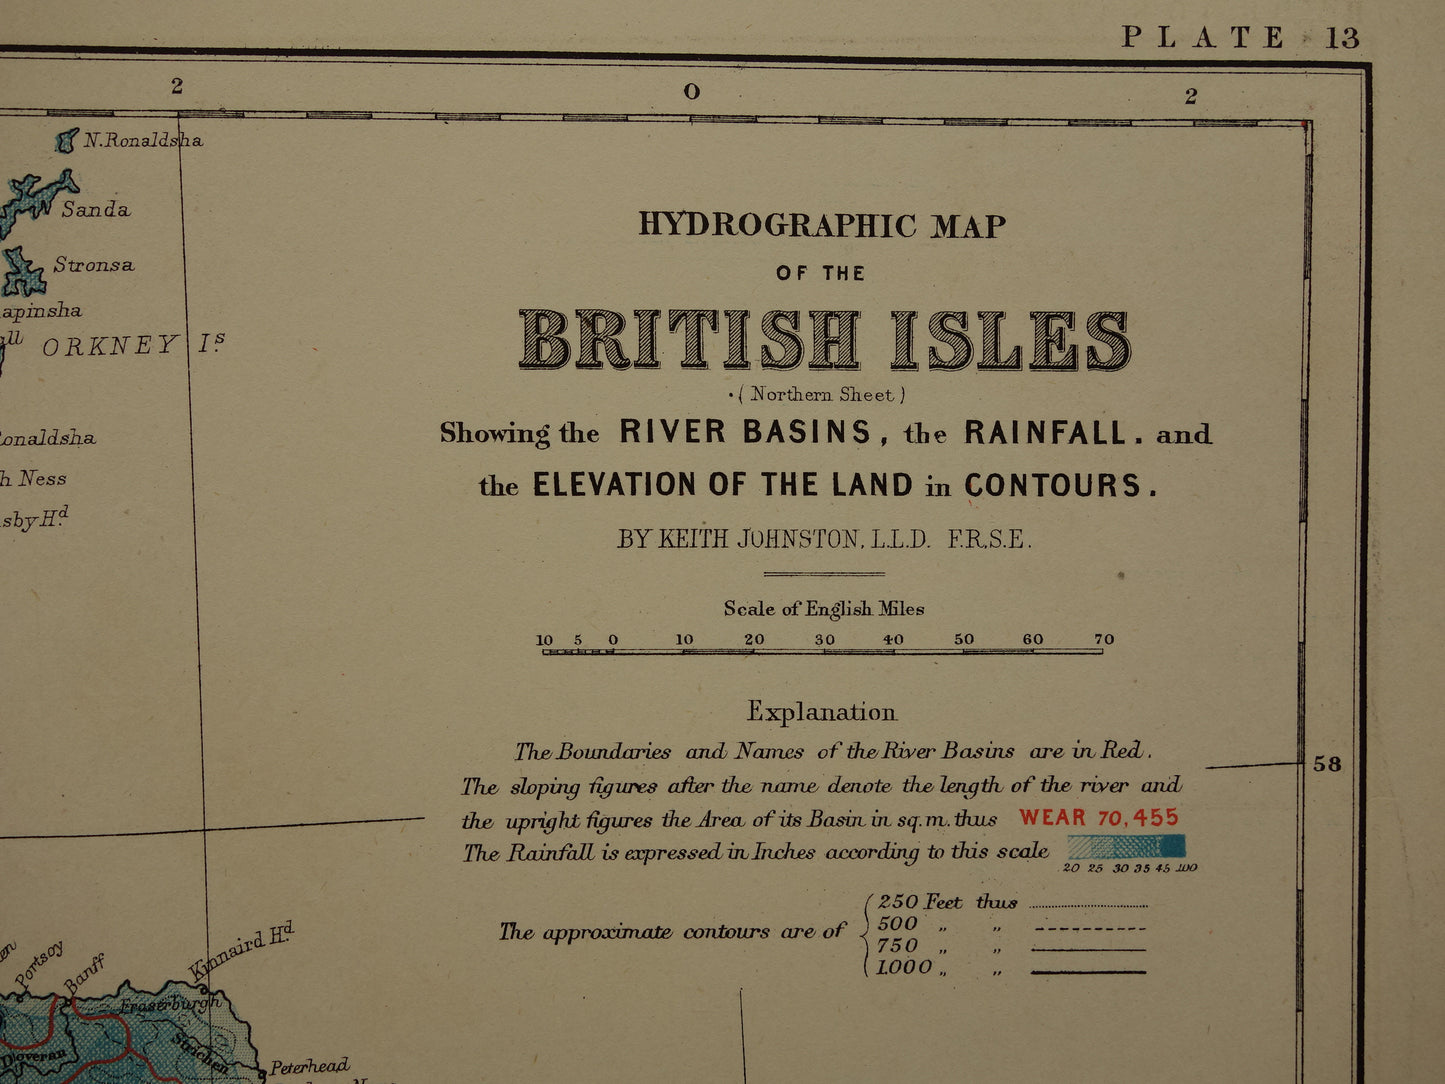 PLATE 13
2 0 2
N. Ronaldsha
Sanda
Stronsa
apinsha
ORKNEY Is.
onaldsha
h Ness
sby Hd.
HYDROGRAPHIC MAP
OF THE
BRITISH ISLES
(Northern Sheet)
Showing the RIVER BASINS, the RAINFALL. and
the ELEVATION OF THE LAND in CONTOURS.
BY KEITH JOHNSTON, L.L.D. F.R.S.E.
Scale of English Miles
10 5 0 10 20 30 40 50 60 70
Explanation
The Boundaries and Names of the River Basins are in Red.
58
The sloping figures after the name denote the length of the river and
the upright figures the Area of its Basin in sq. m. thus WEAR 70,455
The Rainfall is expressed in Inches according to this scale
20 25 30 35 45 100
The approximate contours are of
250 Feet thus
500 " "
750 " "
1000 " "
Kinnaird Hd.
Portsoy
Banff
Fraserburgh
Strichen
Doveran
Peterhead